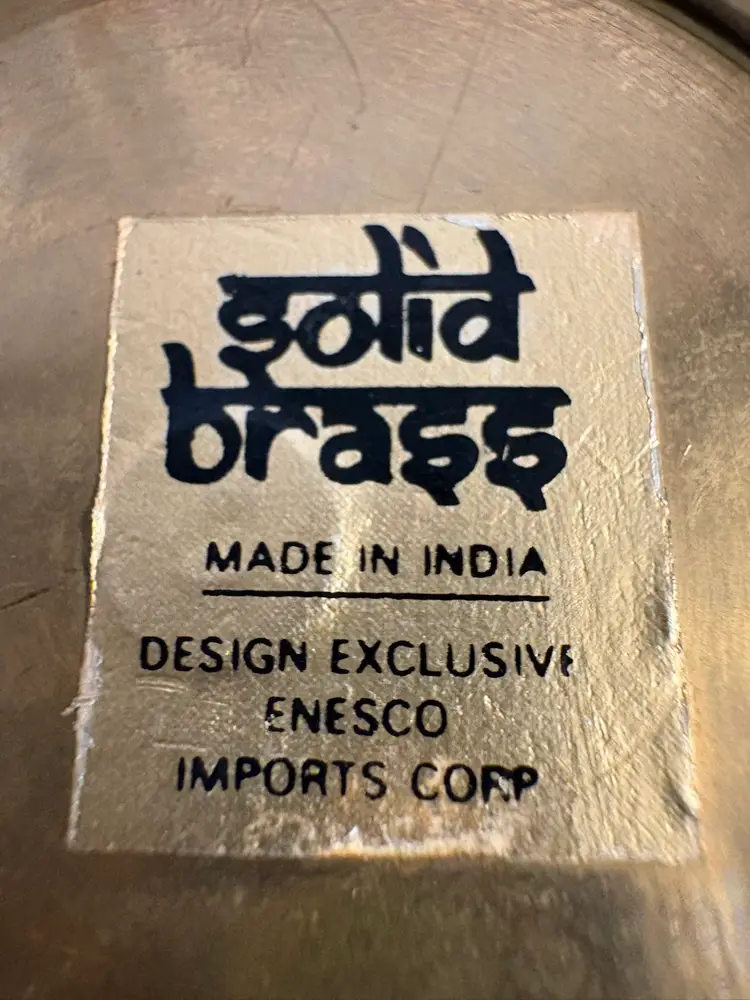 solid
brass
MADE IN INDIA
DESIGN EXCLUSIVE
ENESCO
IMPORTS CORP